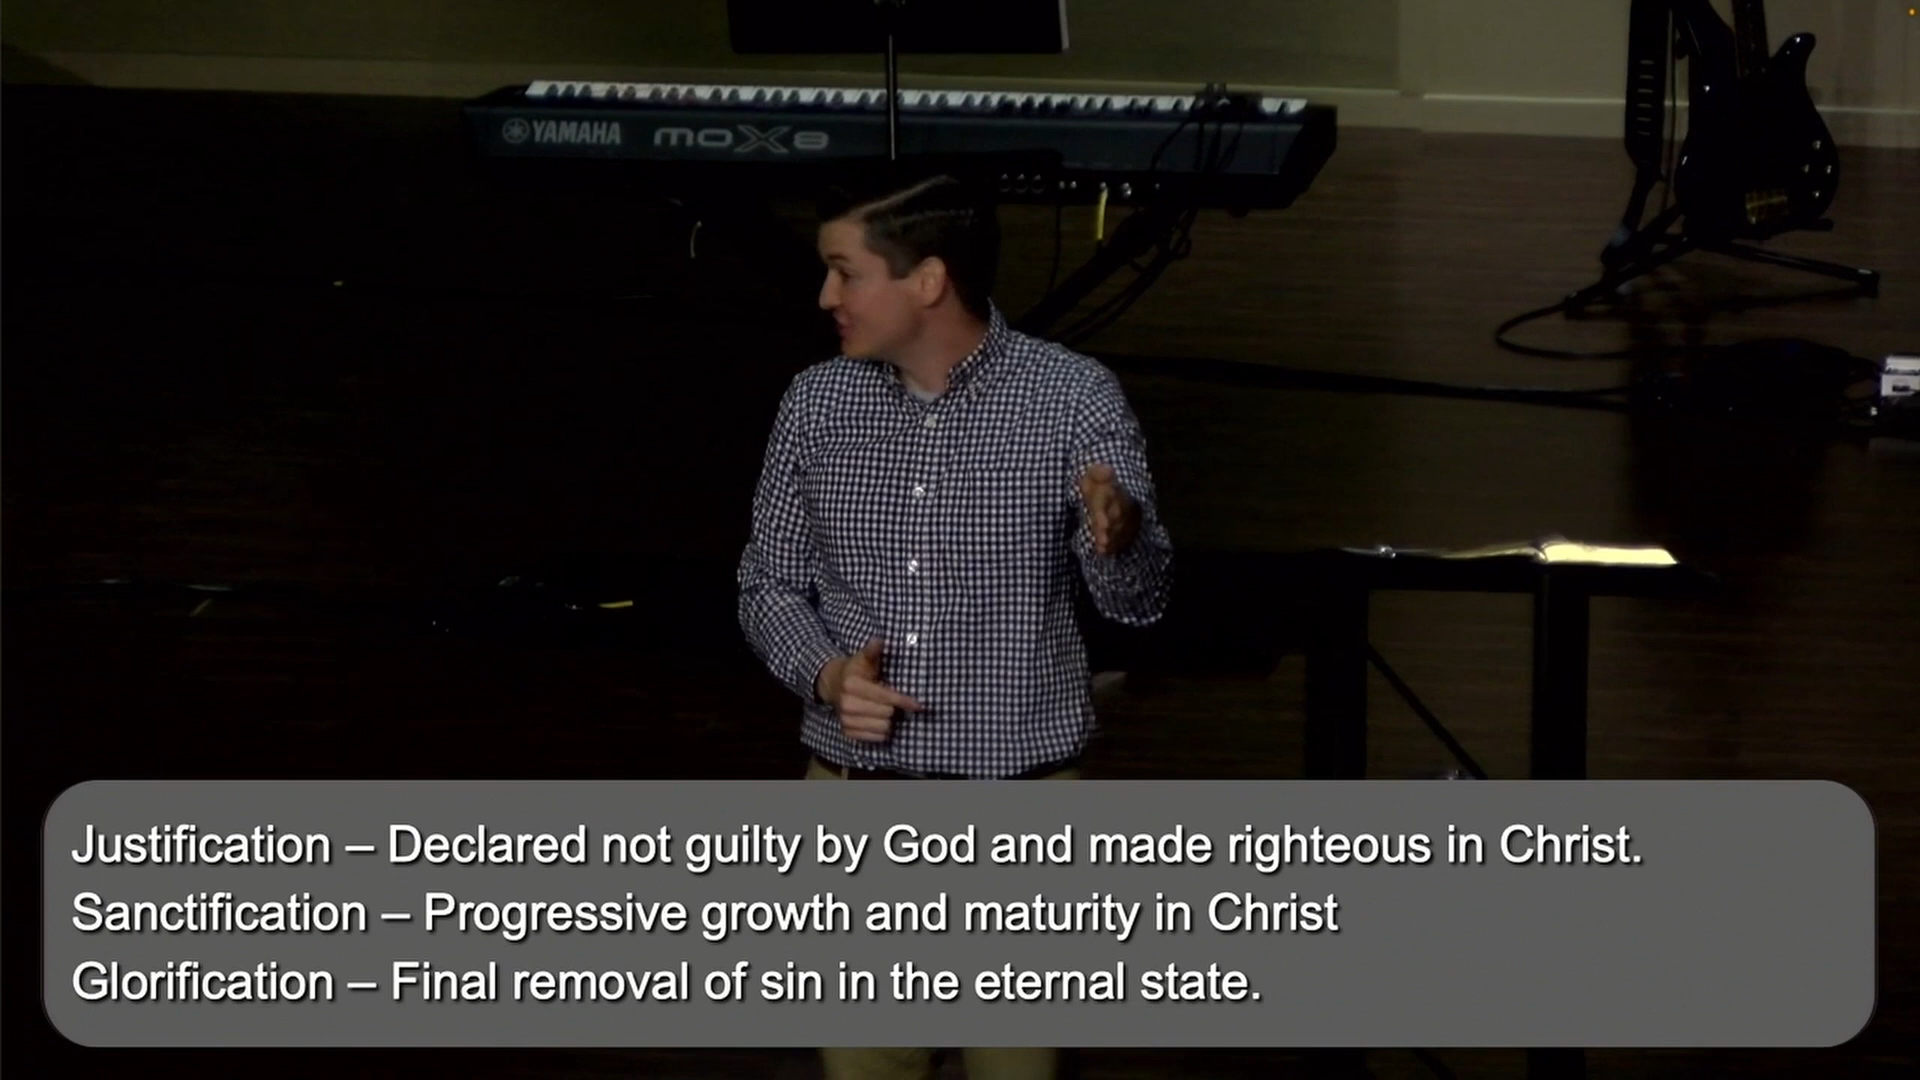 YAMAHA MOX8
Justification – Declared not guilty by God and made righteous in Christ.
Sanctification – Progressive growth and maturity in Christ
Glorification – Final removal of sin in the eternal state.